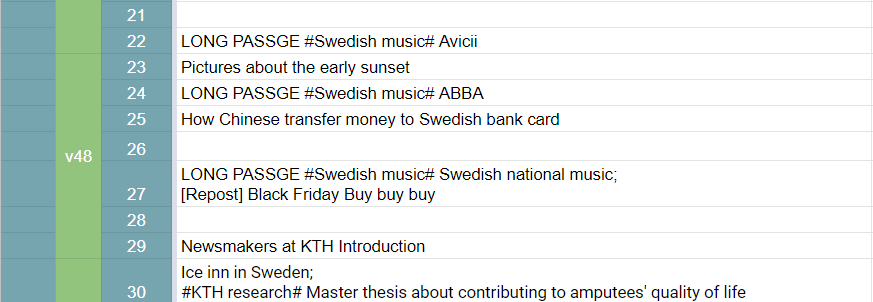 21
22 LONG PASSGE #Swedish music# Avicii
23 Pictures about the early sunset
24 LONG PASSGE #Swedish music# ABBA
25 How Chinese transfer money to Swedish bank card
26
v48
LONG PASSGE #Swedish music# Swedish national music;
27 [Repost] Black Friday Buy buy buy
28
29 Newsmakers at KTH Introduction
Ice inn in Sweden;
30 #KTH research# Master thesis about contributing to amputees' quality of life